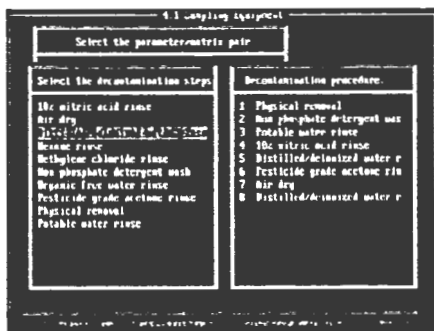 4.1 Sampling Equipment
Select the parameter/matrix pair
Select the decontamination steps
10% nitric acid rinse
Air dry
Hexane rinse
Methylene chloride rinse
Non phosphate detergent wash
Organic free water rinse
Pesticide grade acetone rinse
Physical removal
Potable water rinse
Decontamination procedure.
1 Physical removal
2 Non phosphate detergent was
3 Potable water rinse
4 10% nitric acid rinse
5 Distilled/deionized water r
6 Pesticide grade acetone rin
7 Air dry
8 Distilled/deionized water r